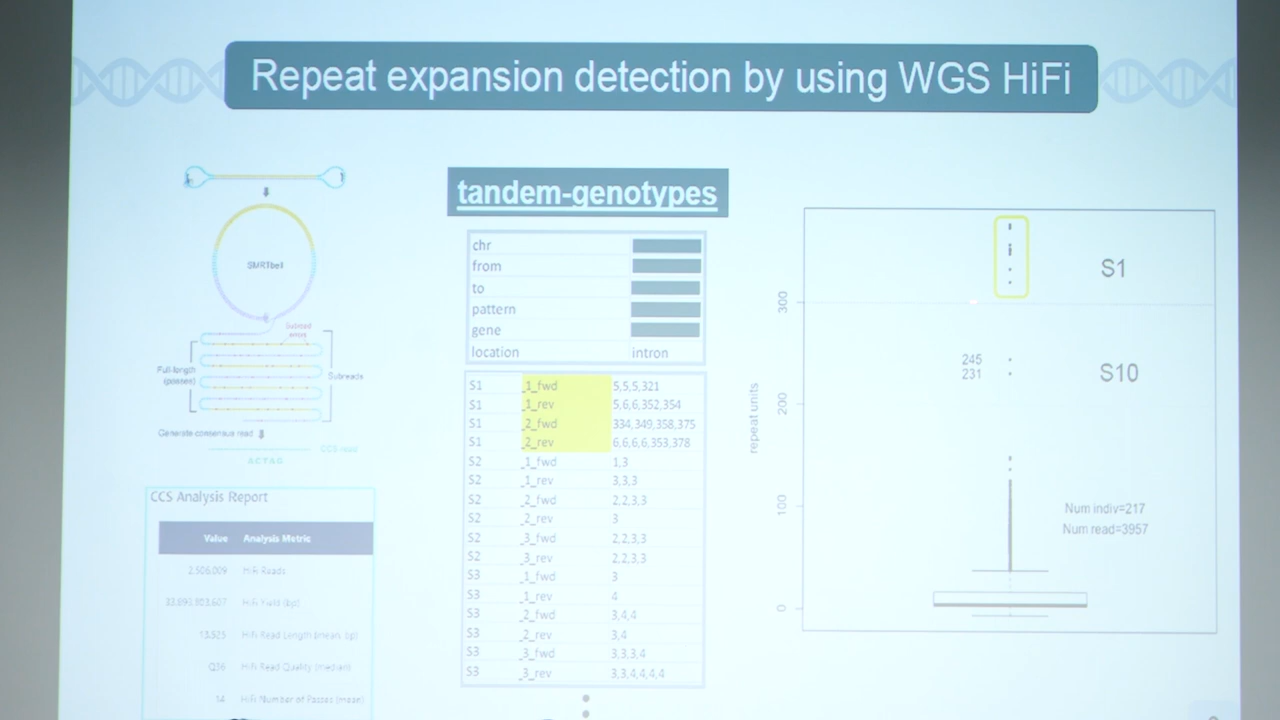 Repeat expansion detection by using WGS HiFi
SMRTbell
Subread
errors
Full-length
(passes)
Subreads
Generate consensus read
CCS read
ACTAG
CCS Analysis Report
Value Analysis Metric
2,506,009 HiFi Reads
HiFi Yield (bp)
13,525 HiFi Read Length (mean, bp)
Q36 HiFi Read Quality (median)
14 HiFi Number of Passes (mean)
tandem-genotypes
chr
from
to
pattern
gene
location intron
S1 _1_fwd 5,5,5,321
S1 _1_rev 5,6,6,352,354
S1 _2_fwd 334,349,358,375
S1 _2_rev 6,6,6,6,353,378
S2 _1_fwd 1,3
S2 _1_rev 3,3,3
S2 _2_fwd 2,2,3,3
S2 _2_rev 3
S2 _3_fwd 2,2,3,3
S2 _3_rev 2,2,3,3
S3 _1_fwd 3
S3 _1_rev 4
S3 _2_fwd 3,4,4
S3 _2_rev 3,4
S3 _3_fwd 3,3,3,4
S3 _3_rev 3,3,4,4,4,4
repeat units
300
200
100
0
S1
245
231
S10
Num indiv=217
Num read=3957